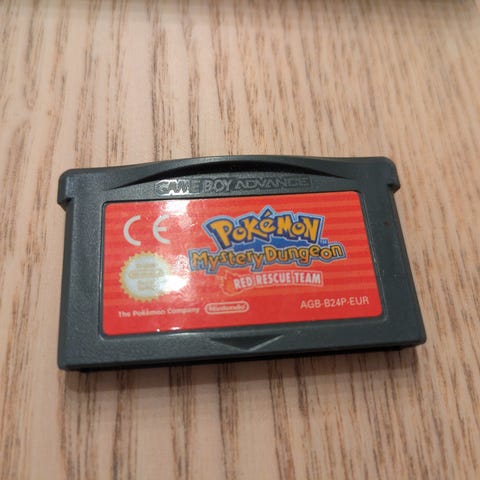 GAME BOY ADVANCE
CE
POKéMON
Mystery Dungeon
RED RESCUE TEAM
The Pokémon Company
Nintendo
AGB-B24P-EUR